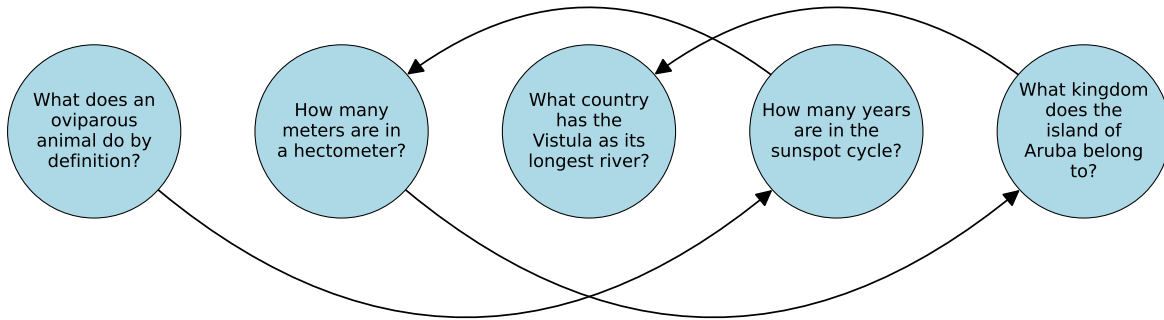 What does an
oviparous
animal do by
definition?
How many
meters are in
a hectometer?
What country
has the
Vistula as its
longest river?
How many years
are in the
sunspot cycle?
What kingdom
does the
island of
Aruba belong
to?